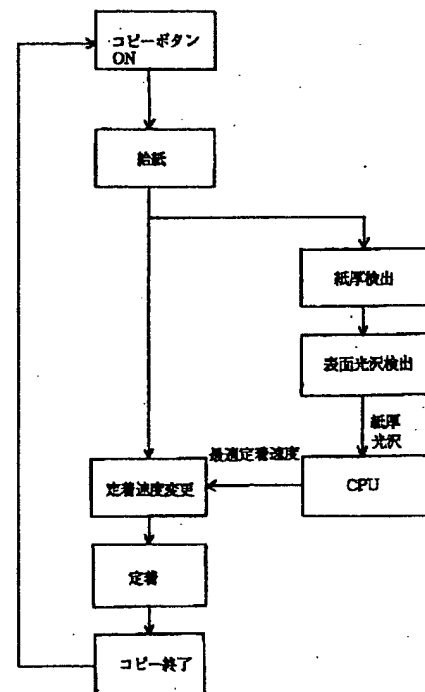 コピーボタン
ON
給紙
紙厚検出
表面光沢検出
紙厚
光沢
最適定着速度
定着速度変更
CPU
定着
コピー終了